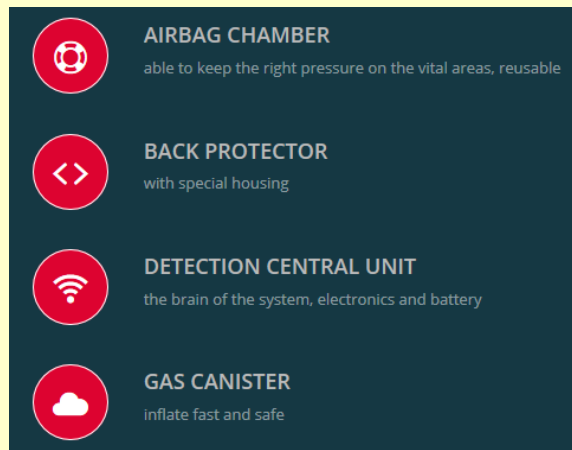 AIRBAG CHAMBER
able to keep the right pressure on the vital areas, reusable
BACK PROTECTOR
with special housing
DETECTION CENTRAL UNIT
the brain of the system, electronics and battery
GAS CANISTER
inflate fast and safe